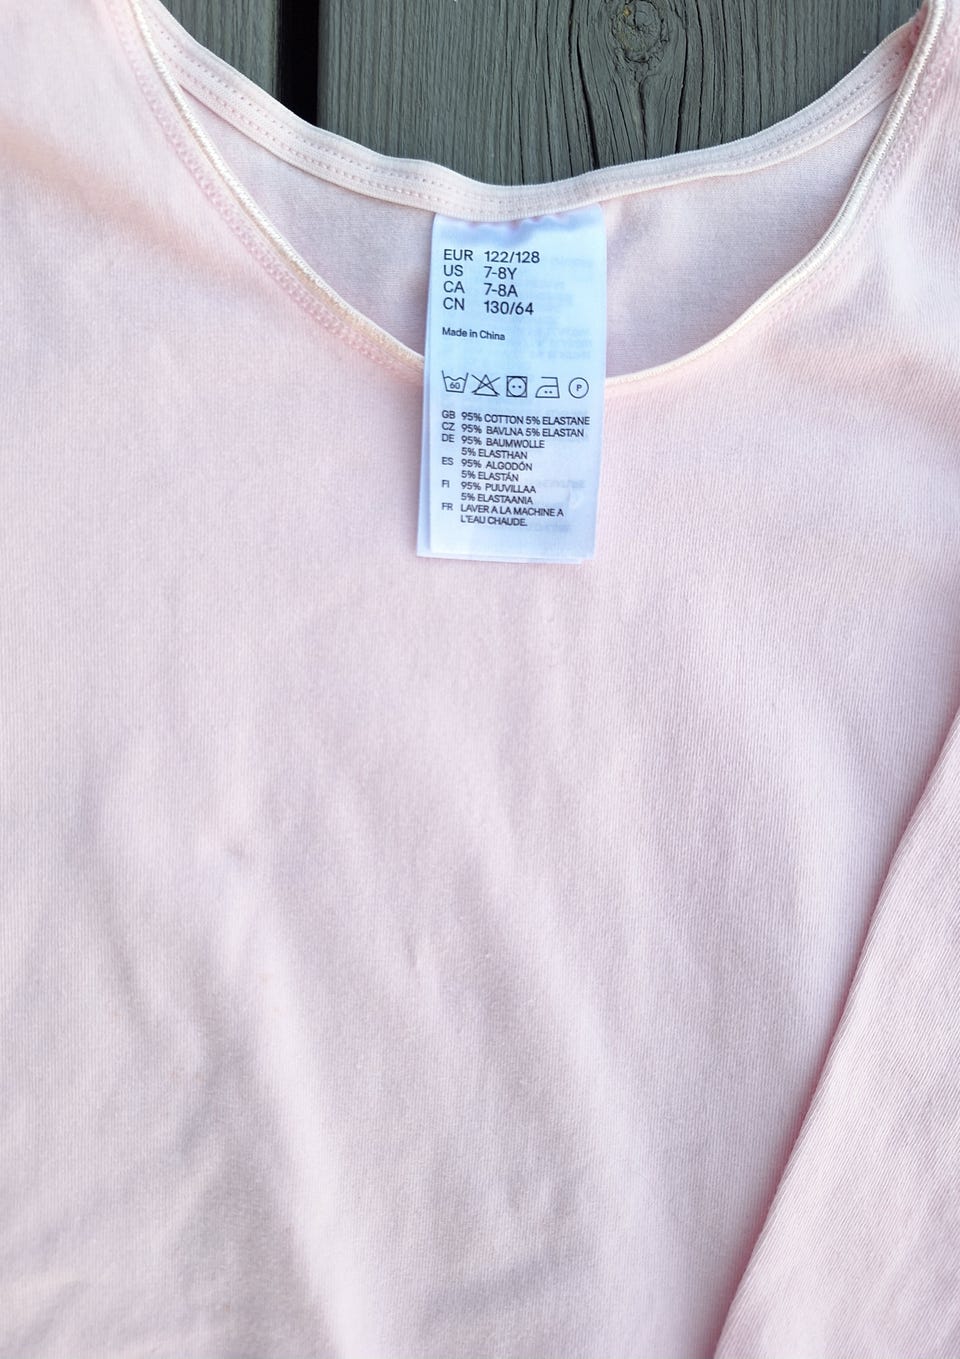 EUR 122/128
US 7-8Y
CA 7-8A
CN 130/64
Made in China
60 P
GB 95% COTTON 5% ELASTANE
CZ 95% BAVLNA 5% ELASTAN
DE 95% BAUMWOLLE
5% ELASTHAN
ES 95% ALGODÓN
5% ELASTÁN
FI 95% PUUVILLAA
5% ELASTAANIA
FR LAVER A LA MACHINE A
L'EAU CHAUDE.